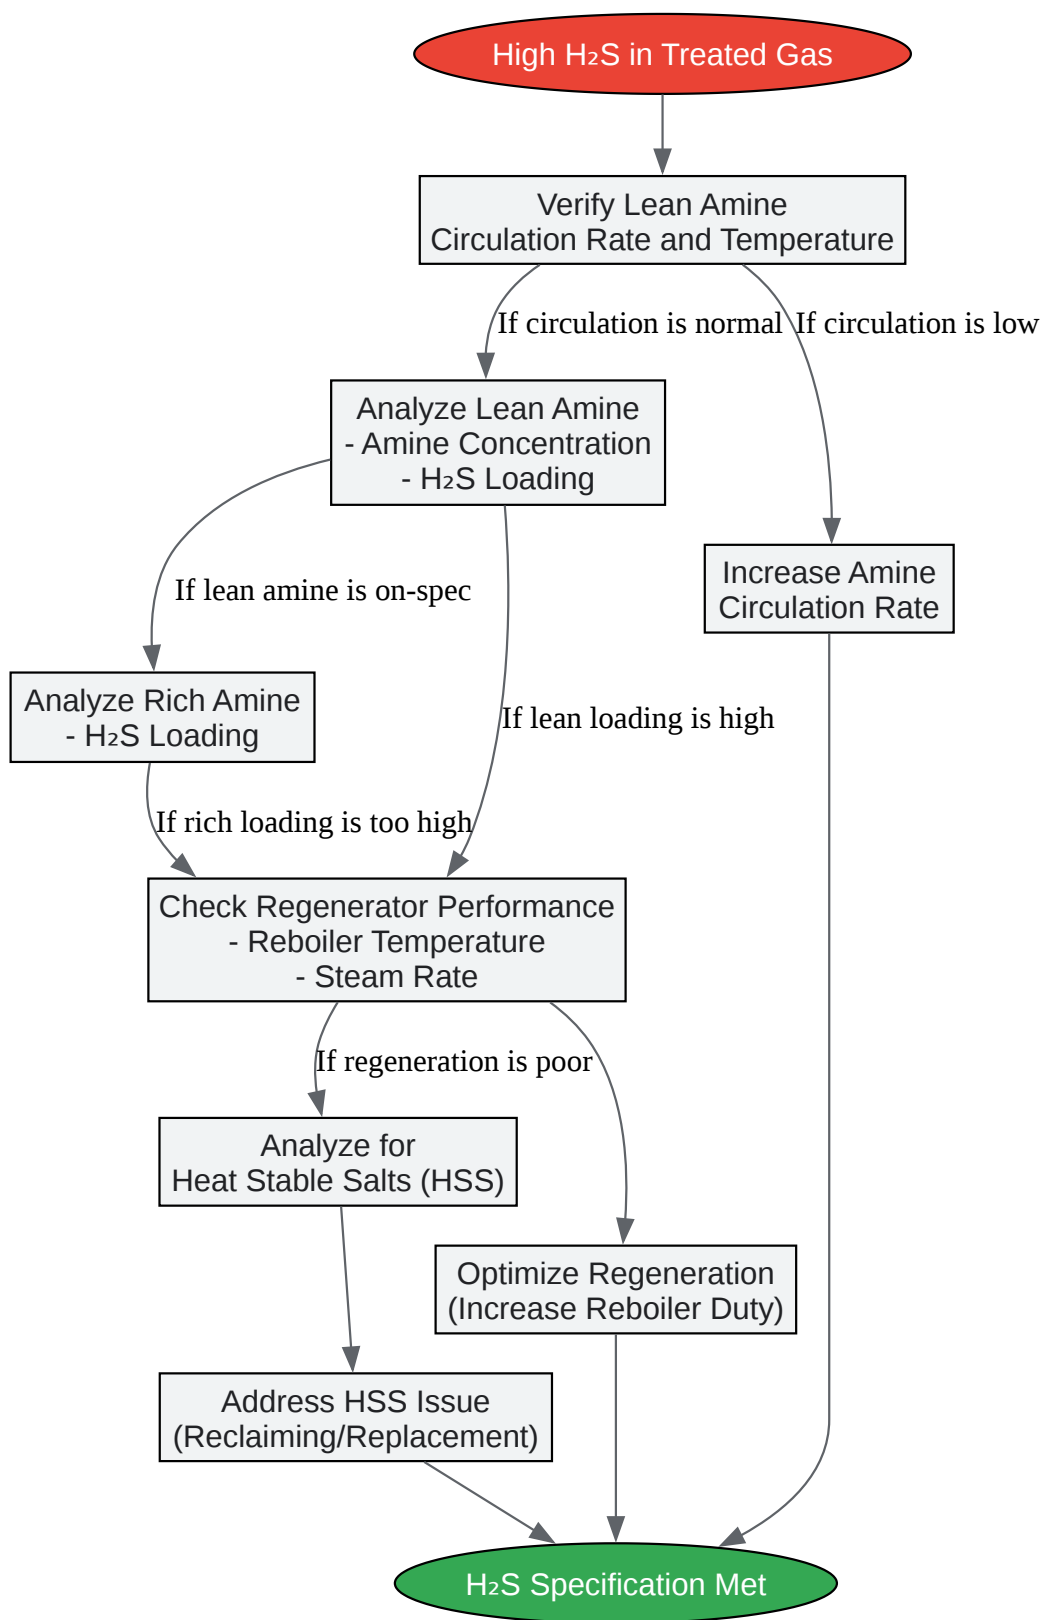 High H₂S in Treated Gas
Verify Lean Amine
Circulation Rate and Temperature
If circulation is normal
If circulation is low
Analyze Lean Amine
- Amine Concentration
- H₂S Loading
Increase Amine
Circulation Rate
If lean amine is on-spec
Analyze Rich Amine
- H₂S Loading
If lean loading is high
If rich loading is too high
Check Regenerator Performance
- Reboiler Temperature
- Steam Rate
If regeneration is poor
Analyze for
Heat Stable Salts (HSS)
Optimize Regeneration
(Increase Reboiler Duty)
Address HSS Issue
(Reclaiming/Replacement)
H₂S Specification Met